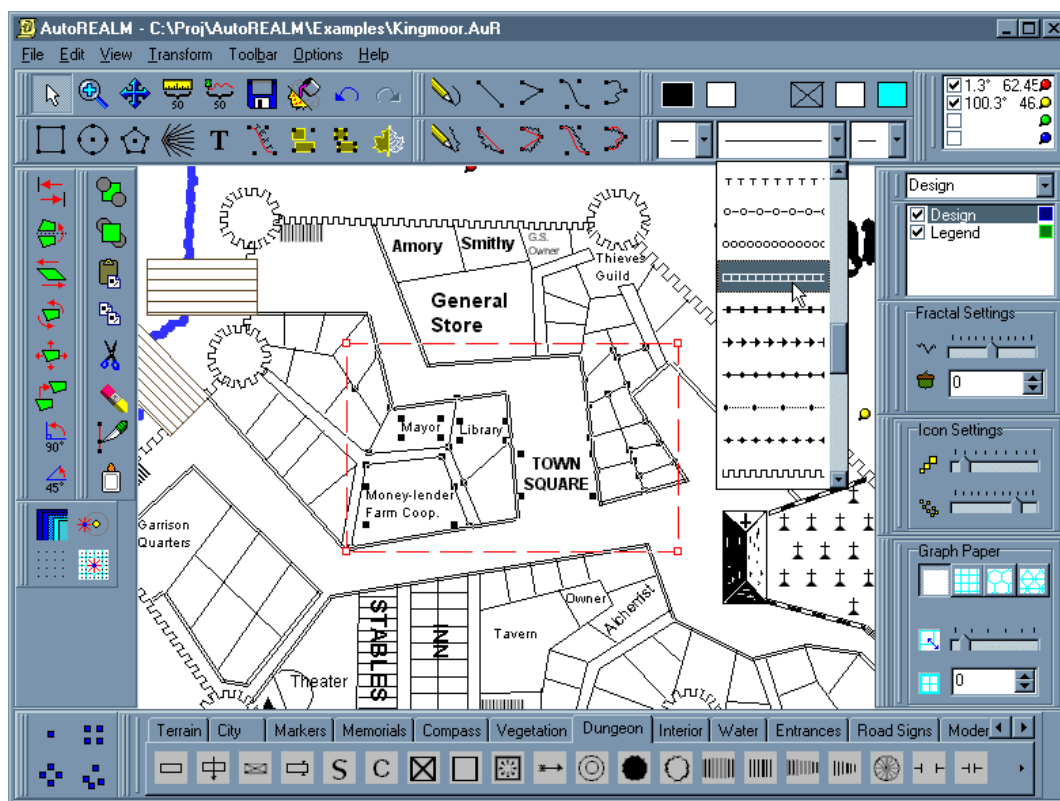 AutoREALM - C:\Proj\AutoREALM\Examples\Kingmoor.AuR
File Edit View Transform Toolbar Options Help
50 50
1.3° 62.45
100.3° 46.
T
Design
Design
Legend
Fractal Settings
0
Icon Settings
Graph Paper
0
90°
45°
Amory
Smithy
G.S.
Owner
Thieves
Guild
General
Store
Mayor
Library
TOWN
SQUARE
Money-lender
Farm Coop.
Garrison
Quarters
STABLES
INN
Theater
Tavern
Owner
Alchemist
Terrain City Markers Memorials Compass Vegetation Dungeon Interior Water Entrances Road Signs Moder
S C